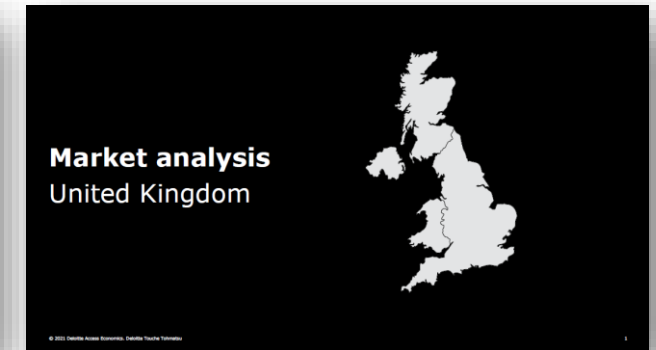 Market analysis
United Kingdom
© 2021 Deloitte Access Economics, Deloitte Touche Tohmatsu
1